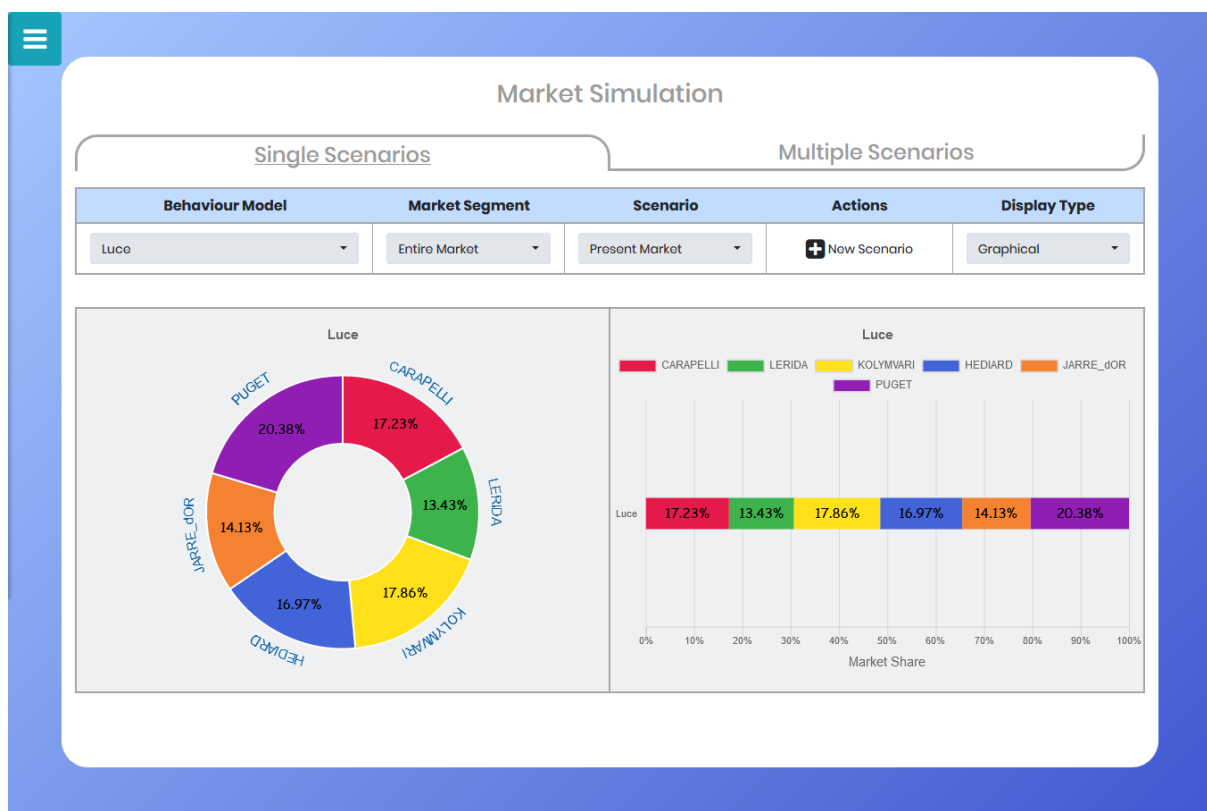 Market Simulation
Single Scenarios
Multiple Scenarios
Behaviour Model Market Segment Scenario Actions Display Type
Luce Entire Market Present Market New Scenario Graphical
Luce
CARAPELLI
LERIDA
KOLYMVARI
HEDIARD
JARRE_dOR
PUGET
17.23%
13.43%
17.86%
16.97%
14.13%
20.38%
Luce
CARAPELLI LERIDA KOLYMVARI HEDIARD JARRE_dOR
PUGET
Luce 17.23% 13.43% 17.86% 16.97% 14.13% 20.38%
0% 10% 20% 30% 40% 50% 60% 70% 80% 90% 100%
Market Share